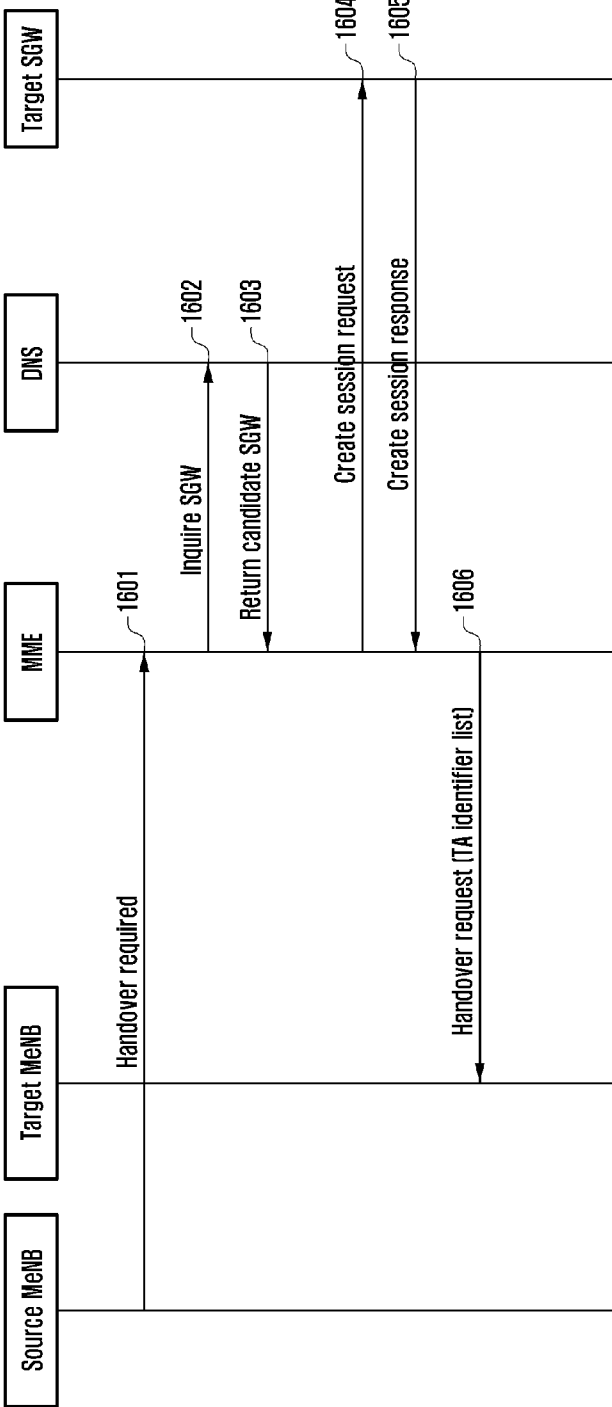 Source MeNB
Target MeNB
MME
DNS
Target SGW
Handover required
1601
Inquire SGW
1602
Return candidate SGW
1603
Create session request
1604
Create session response
1605
Handover request (TA identifier list)
1606